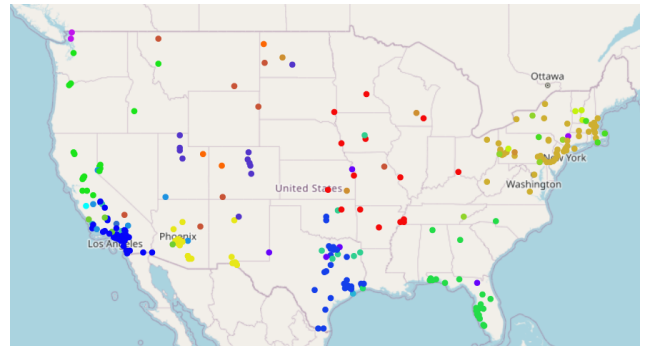 Ottawa
New York
United States
Washington
Phoenix
Los Angeles